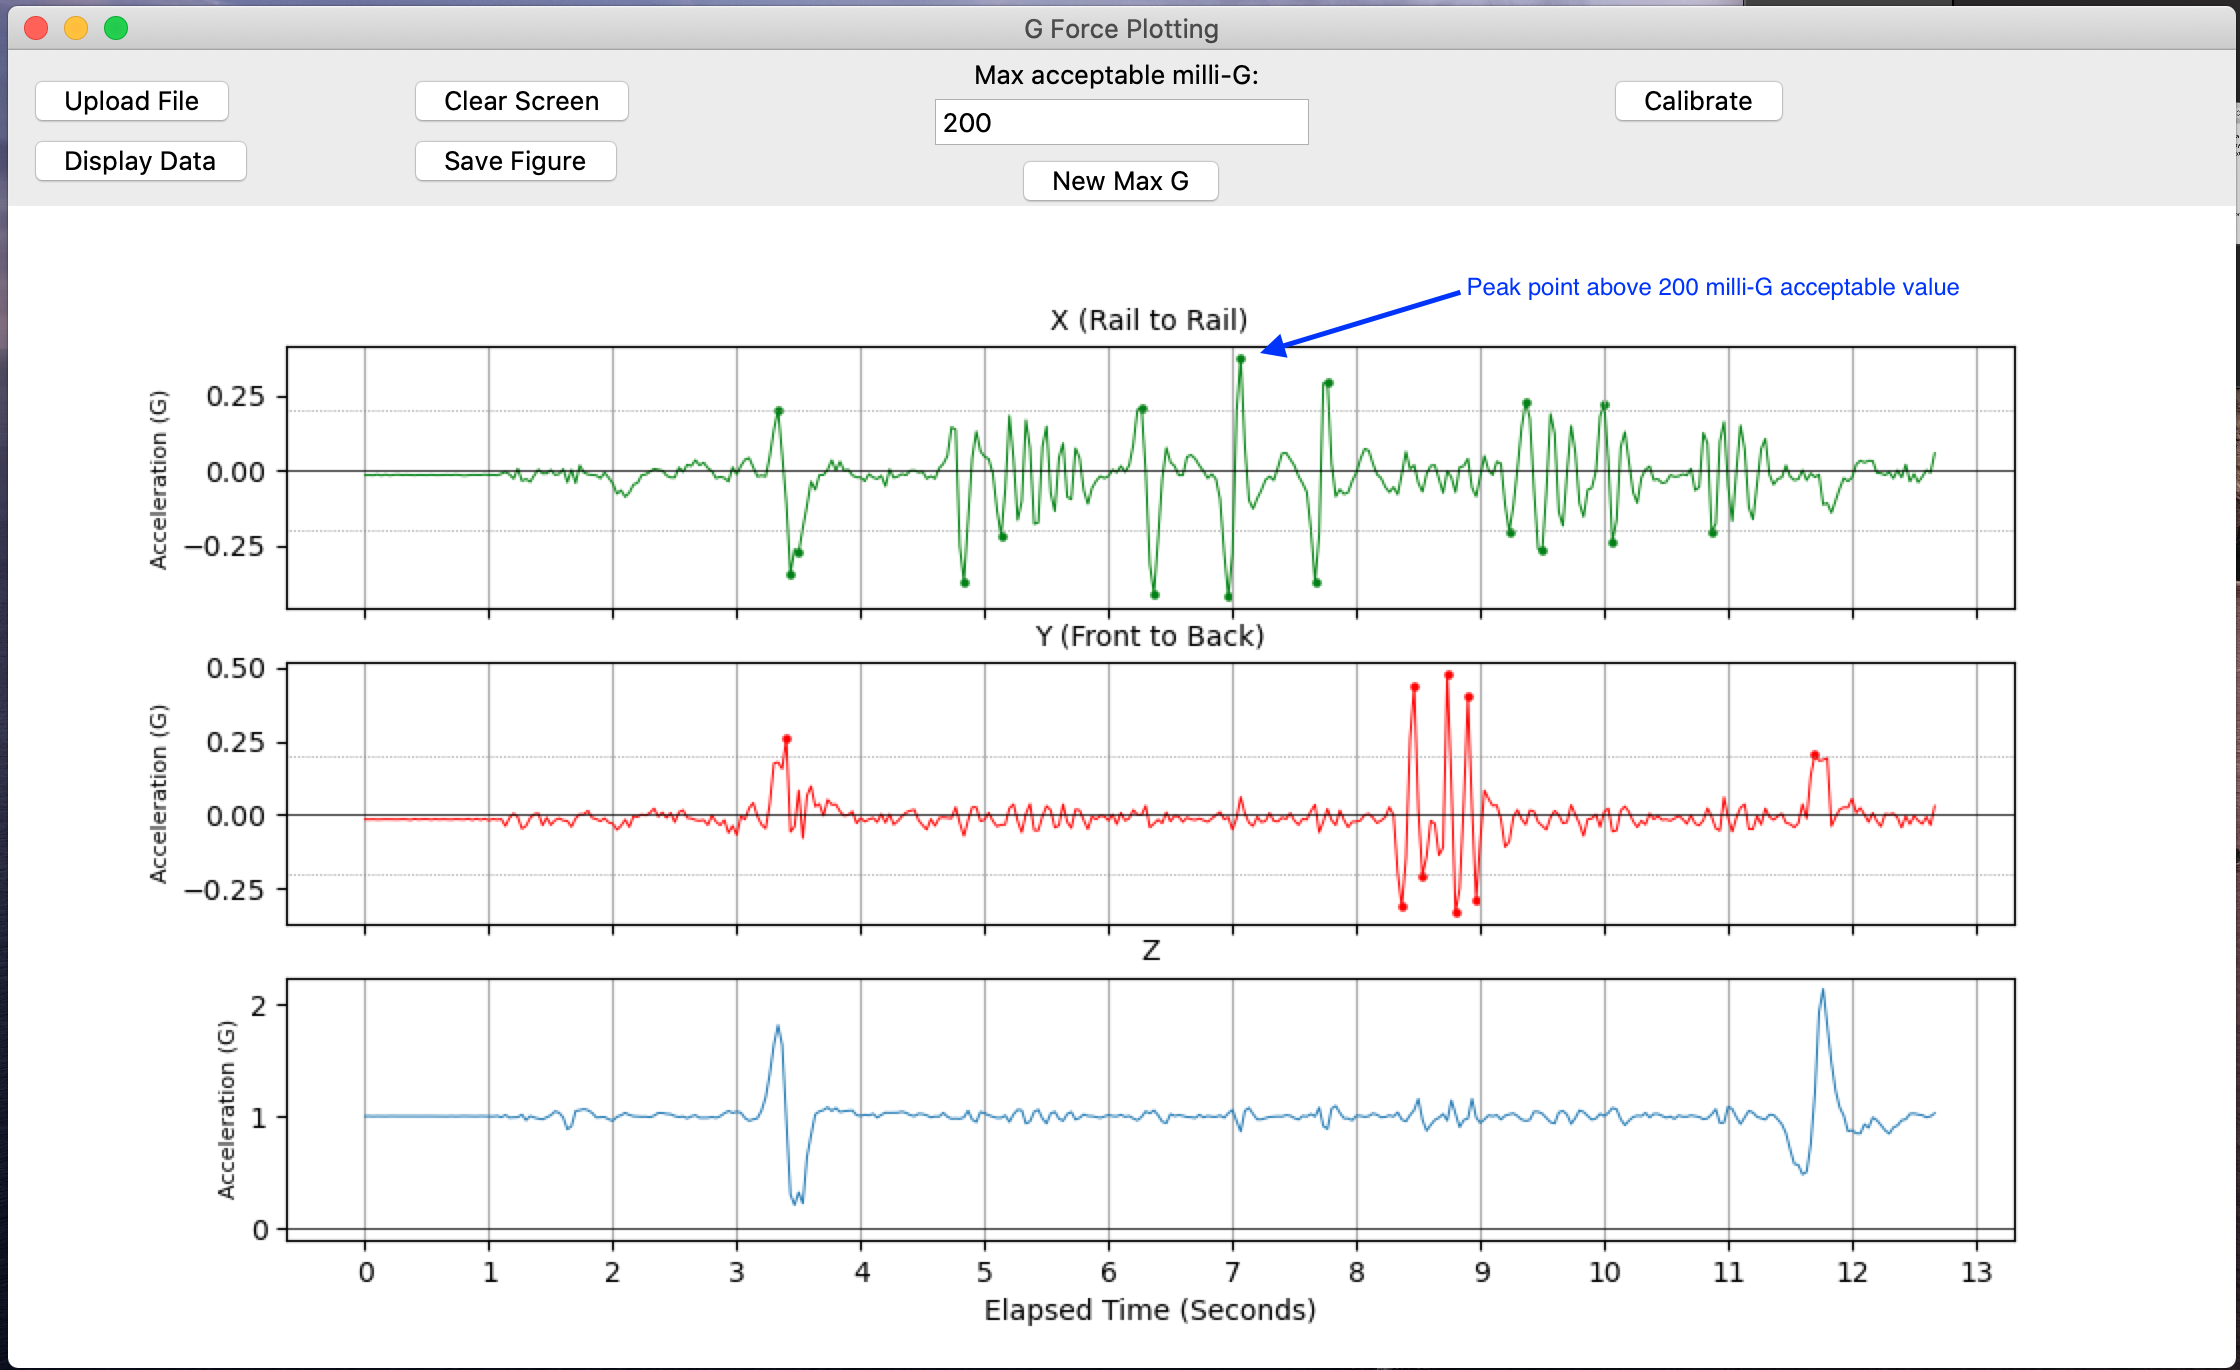 G Force Plotting
Max acceptable milli-G:
Upload File
Clear Screen
Calibrate
200
Display Data
Save Figure
New Max G
Peak point above 200 milli-G acceptable value
X (Rail to Rail)
Acceleration (G)
0.25
0.00
−0.25
Y (Front to Back)
Acceleration (G)
0.50
0.25
0.00
−0.25
Z
Acceleration (G)
2
1
0
0 1 2 3 4 5 6 7 8 9 10 11 12 13
Elapsed Time (Seconds)